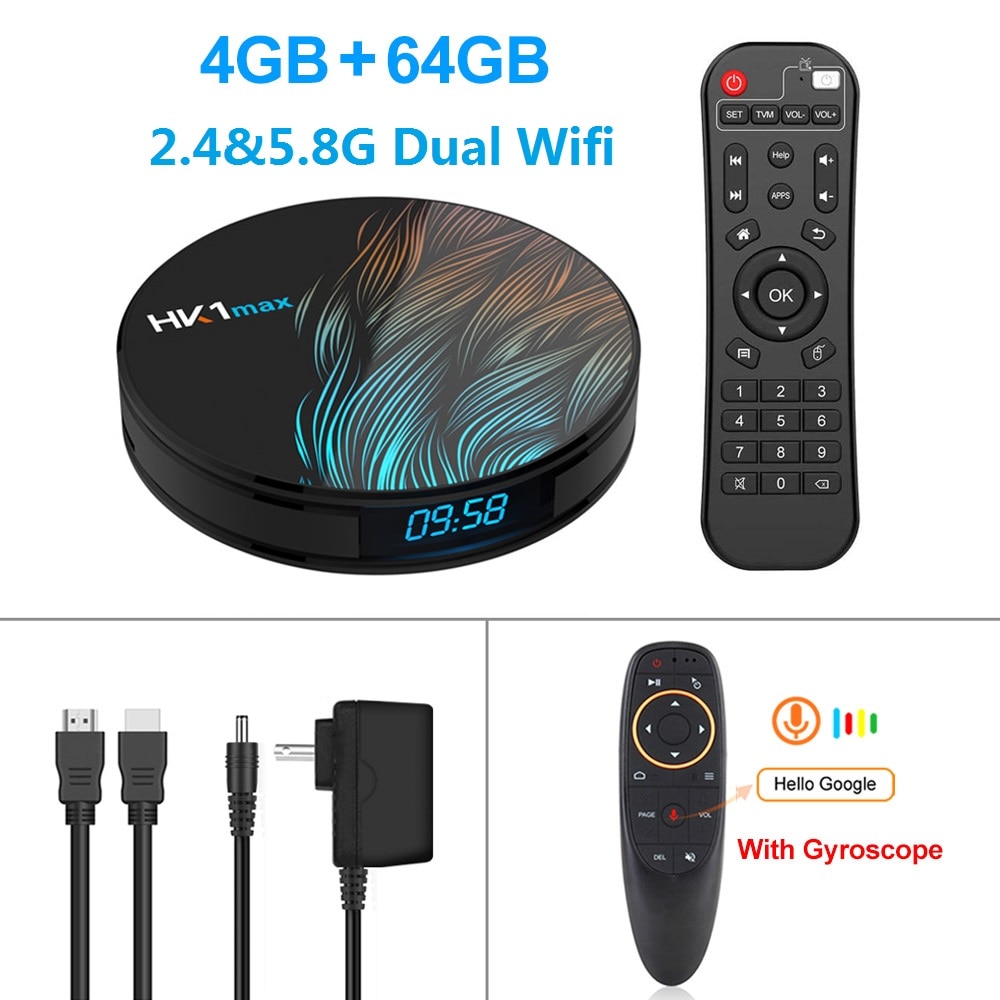 4GB+64GB
2.4&5.8G Dual Wifi
HK1max
09:58
SET TVM VOL- VOL+
Help
APPS
OK
1 2 3
4 5 6
7 8 9
0
Hello Google
PAGE VOL
With Gyroscope
DEL